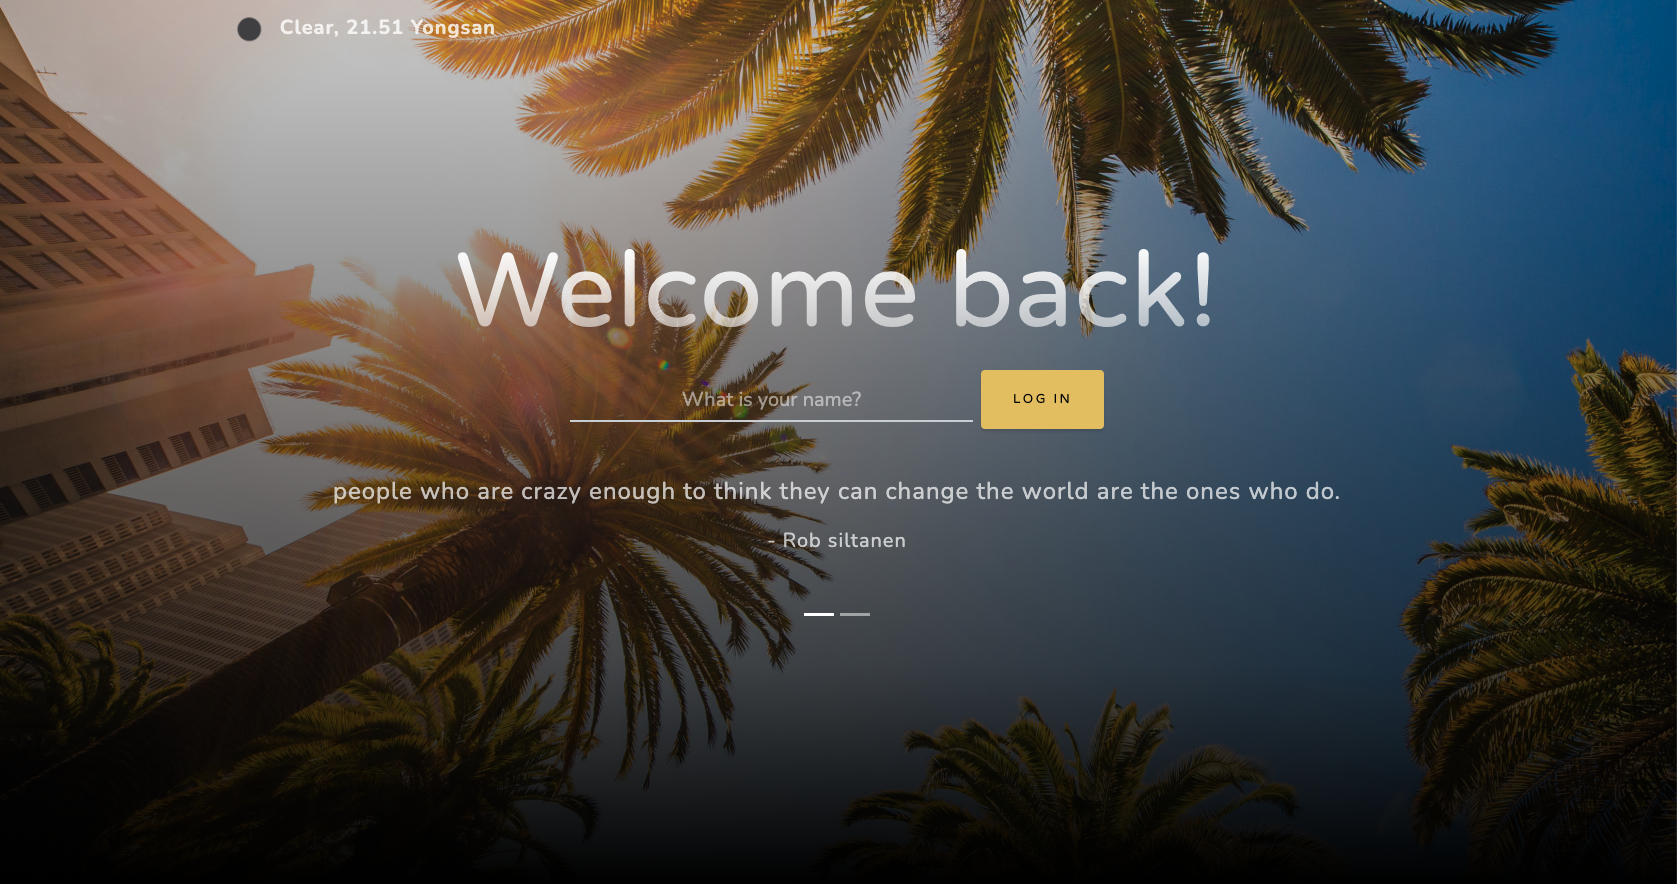 Clear, 21.51 Yongsan
Welcome back!
What is your name?
LOG IN
people who are crazy enough to think they can change the world are the ones who do.
- Rob siltanen